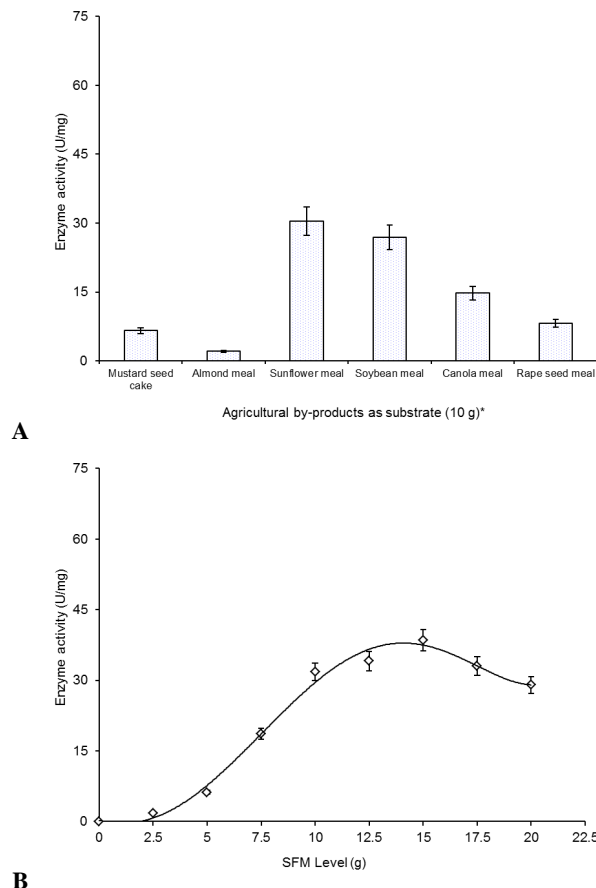 75
60
45
30
15
0
Enzyme activity (U/mg)
Mustard seed cake
Almond meal
Sunflower meal
Soybean meal
Canola meal
Rape seed meal
Agricultural by-products as substrate (10 g)*
A
75
60
45
30
15
0
Enzyme activity (U/mg)
0 2.5 5 7.5 10 12.5 15 17.5 20 22.5
SFM Level (g)
B